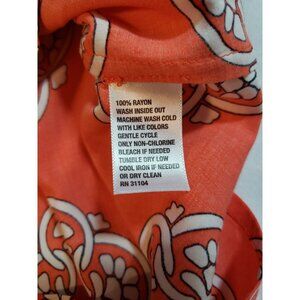 100% RAYON
WASH INSIDE OUT
MACHINE WASH COLD
WITH LIKE COLORS
GENTLE CYCLE
ONLY NON-CHLORINE
BLEACH IF NEEDED
TUMBLE DRY LOW
COOL IRON IF NEEDED
OR DRY CLEAN
RN 31104